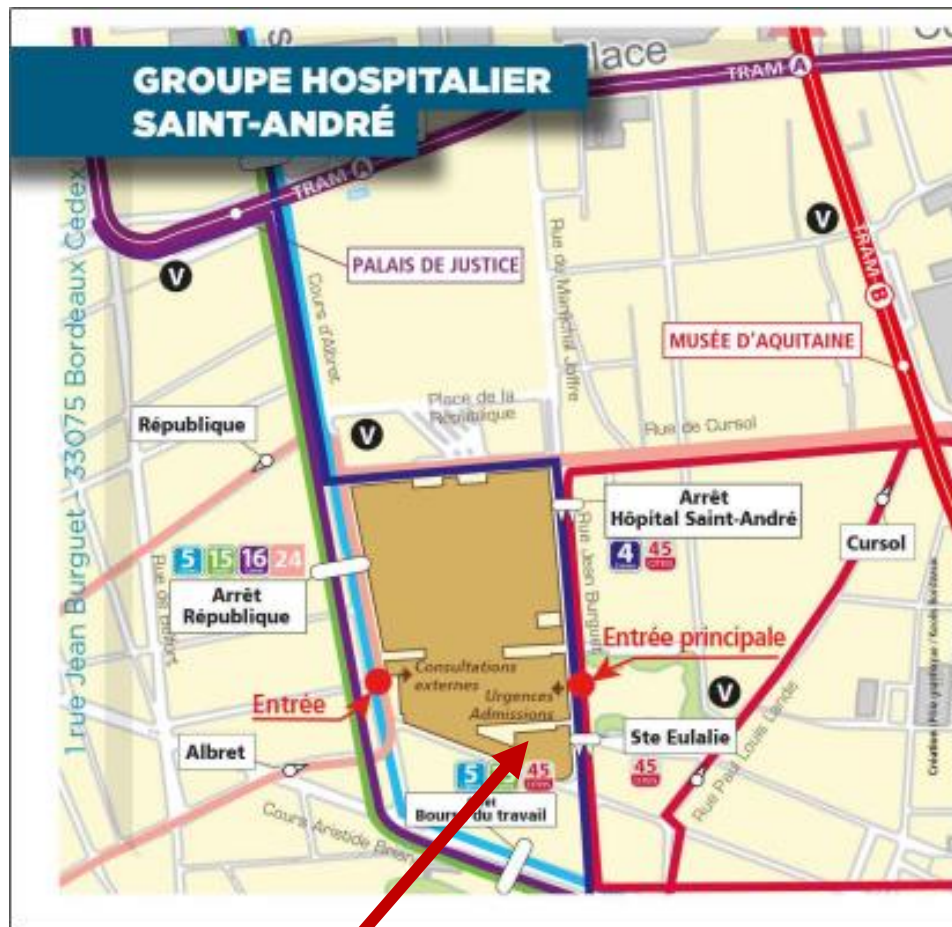 Place
GROUPE HOSPITALIER
SAINT-ANDRÉ
TRAM A
TRAM A
V
V
1 rue Jean Burguet - 33075 Bordeaux Cedex
PALAIS DE JUSTICE
TRAM B
Cours d'Albret
Rue du Maréchal Joffre
MUSÉE D'AQUITAINE
Place de la
République
Rue de Cursol
République
V
Arrêt
Hôpital Saint-André
4 45
Cursol
5 15 16 24
Arrêt
République
Rue de Belfort
Rue Jean Burguet
Entrée principale
Consultations
externes
Urgences
Admissions
Entrée
V
Ste Eulalie
45
Albret
5 45
Bourse du travail
Cours Aristide Briand
Rue Paul Louis Lande